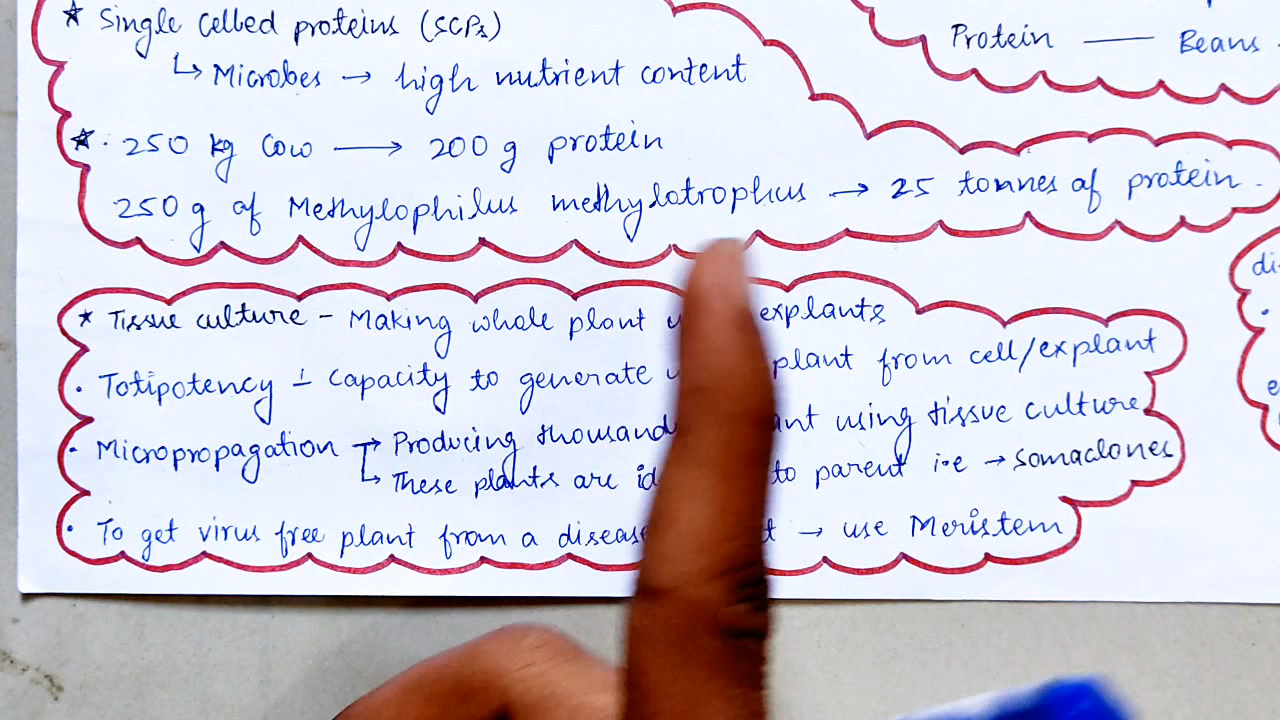 ★ Single celled proteins (SCPs)
↳ Microbes → high nutrient content
★ · 250 kg Cow → 200 g protein
250 g of Methylophilus methylotrophus → 25 tonnes of protein.
Protein — Beans
★ Tissue culture - Making whole plant explants
· Totipotency - Capacity to generate plant from cell/explant
· Micropropagation → Producing thousand using tissue culture
↳ These plants are to parent i.e → somaclones
· To get virus free plant from a → use Meristem